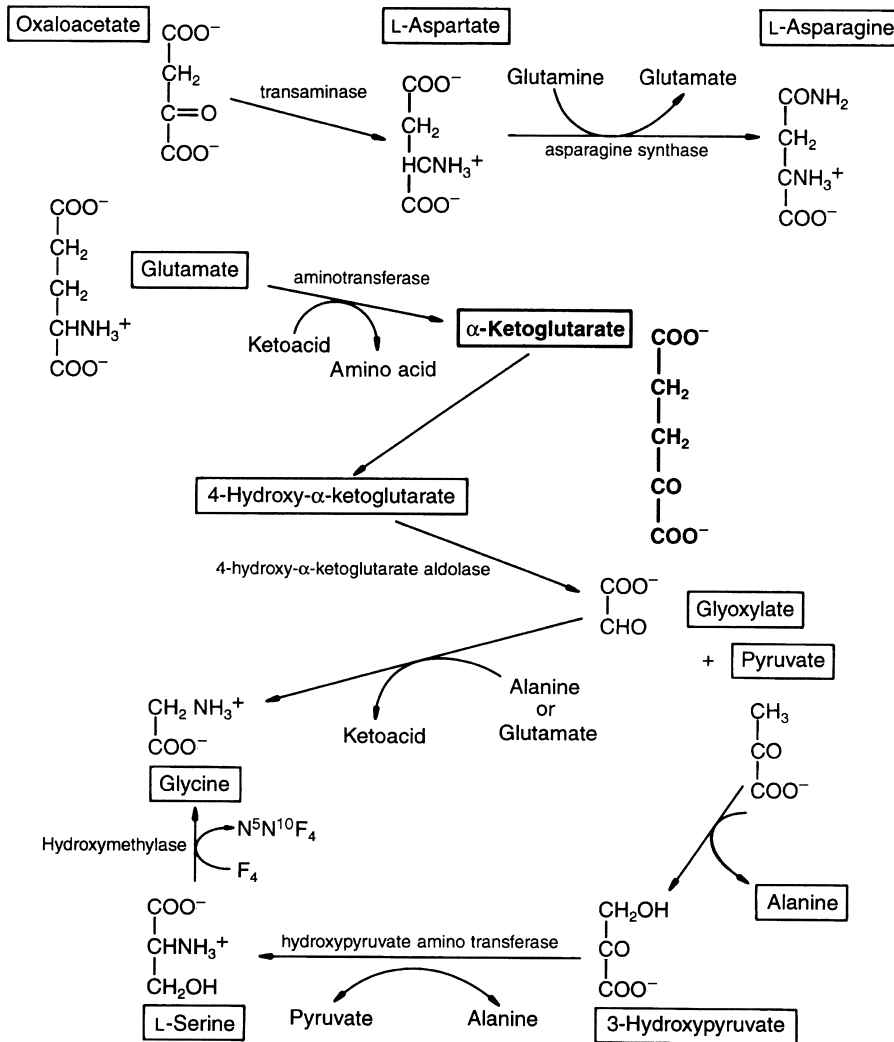 Oxaloacetate
COO⁻
CH₂
C=O
COO⁻
transaminase
L-Aspartate
COO⁻
CH₂
HCNH₃⁺
COO⁻
Glutamine
Glutamate
asparagine synthase
L-Asparagine
CONH₂
CH₂
CNH₃⁺
COO⁻
COO⁻
CH₂
CH₂
CHNH₃⁺
COO⁻
Glutamate
aminotransferase
Ketoacid
Amino acid
α-Ketoglutarate
COO⁻
CH₂
CH₂
CO
COO⁻
4-Hydroxy-α-ketoglutarate
4-hydroxy-α-ketoglutarate aldolase
COO⁻
CHO
Glyoxylate
+ Pyruvate
CH₃
CO
COO⁻
Alanine
or
Glutamate
Ketoacid
CH₂ NH₃⁺
COO⁻
Glycine
Hydroxymethylase
N⁵N¹⁰F₄
F₄
Alanine
CH₂OH
CO
COO⁻
3-Hydroxypyruvate
hydroxypyruvate amino transferase
Pyruvate
Alanine
COO⁻
CHNH₃⁺
CH₂OH
L-Serine